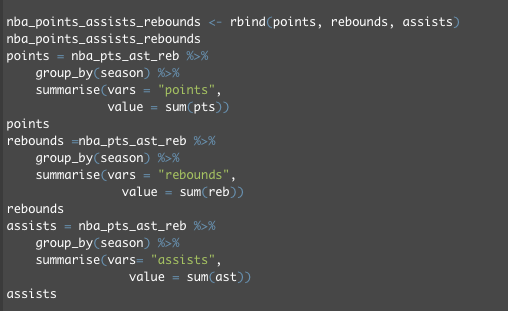 nba_points_assists_rebounds <- rbind(points, rebounds, assists)
nba_points_assists_rebounds
points = nba_pts_ast_reb %>%
    group_by(season) %>%
    summarise(vars = "points",
              value = sum(pts))
points
rebounds =nba_pts_ast_reb %>%
    group_by(season) %>%
    summarise(vars = "rebounds",
                value = sum(reb))
rebounds
assists = nba_pts_ast_reb %>%
    group_by(season) %>%
    summarise(vars= "assists",
                 value = sum(ast))
assists